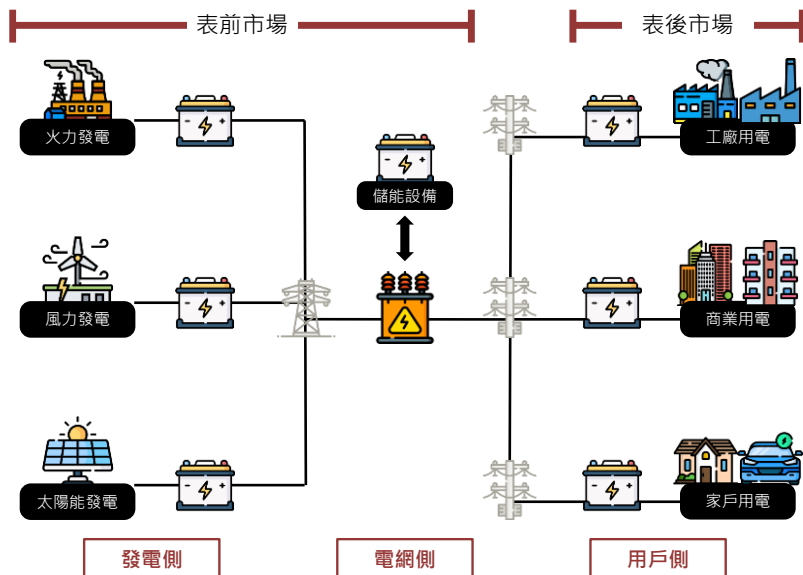 表前市場
表後市場
火力發電
工廠用電
儲能設備
風力發電
商業用電
太陽能發電
家戶用電
發電側
電網側
用戶側